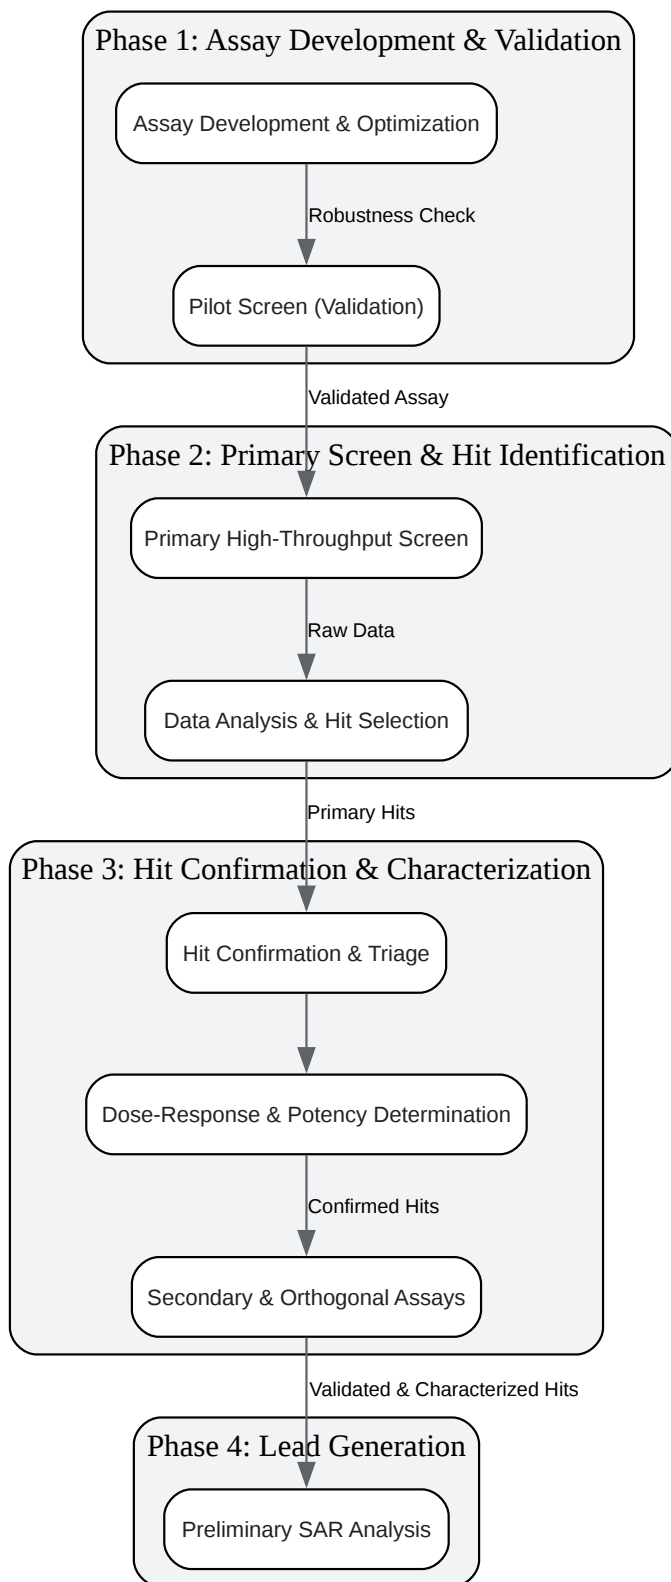 Phase 1: Assay Development & Validation
Assay Development & Optimization
Robustness Check
Pilot Screen (Validation)
Validated Assay
Phase 2: Primary Screen & Hit Identification
Primary High-Throughput Screen
Raw Data
Data Analysis & Hit Selection
Primary Hits
Phase 3: Hit Confirmation & Characterization
Hit Confirmation & Triage
Dose-Response & Potency Determination
Confirmed Hits
Secondary & Orthogonal Assays
Validated & Characterized Hits
Phase 4: Lead Generation
Preliminary SAR Analysis